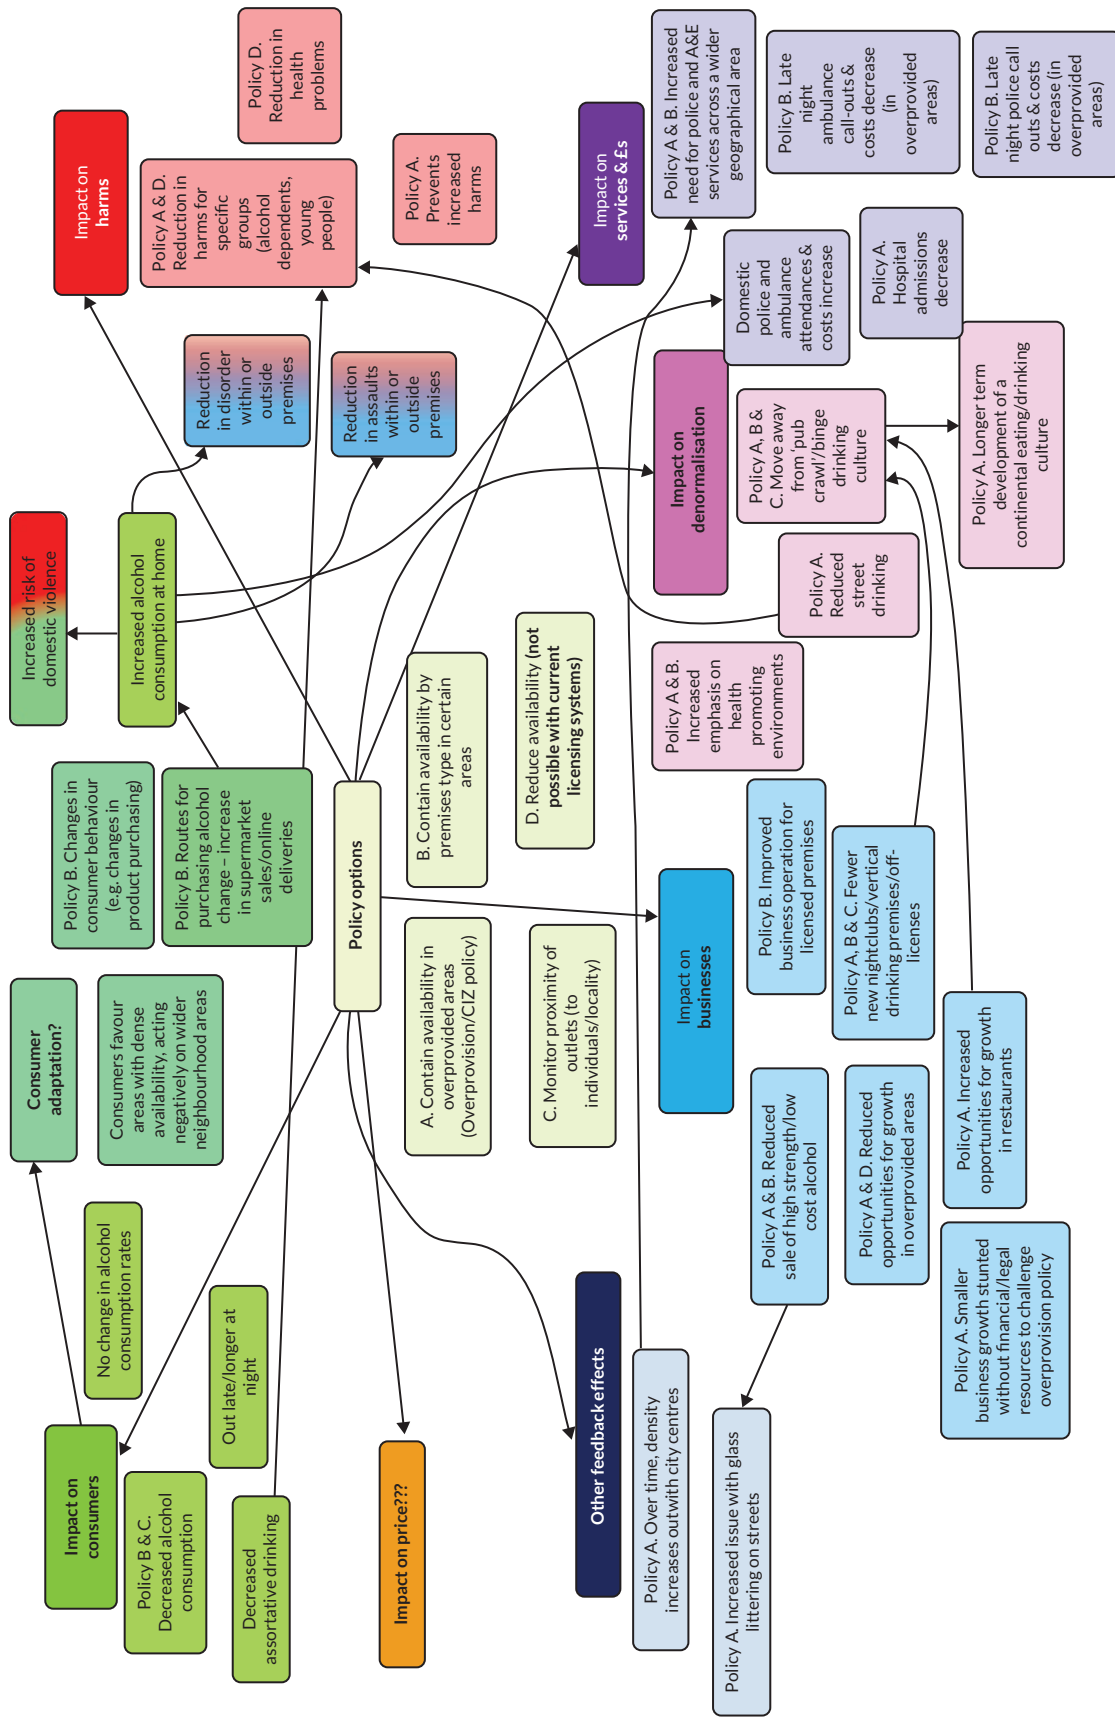 Impact on
consumers
Policy B & C.
Decreased alcohol
consumption
Decreased
assortative drinking
No change in alcohol
consumption rates
Out late/longer at
night
Consumer
adaptation?
Consumers favour
areas with dense
availability, acting
negatively on wider
neighbourhood areas
Policy B. Changes in
consumer behaviour
(e.g. changes in
product purchasing)
Policy B. Routes for
purchasing alcohol
change – increase
in supermarket
sales/online
deliveries
Increased risk of
domestic violence
Increased alcohol
consumption at home
Reduction
in disorder
within or
outside
premises
Reduction
in assaults
within or
outside
premises
Impact on
harms
Policy A & D.
Reduction in
harms for
specific
groups
(alcohol
dependents,
young
people)
Policy D.
Reduction in
health
problems
Policy A.
Prevents
increased
harms
Impact on price???
Policy options
A. Contain availability in
overprovided areas
(Overprovision/CIZ policy)
B. Contain availability by
premises type in certain
areas
C. Monitor proximity of
outlets (to
individuals/locality)
D. Reduce availability (not
possible with current
licensing systems)
Other feedback effects
Policy A. Over time, density
increases outwith city centres
Policy A. Increased issue with glass
littering on streets
Impact on
businesses
Policy A & B. Reduced
sale of high strength/low
cost alcohol
Policy B. Improved
business operation for
licensed premises
Policy A & D. Reduced
opportunities for growth
in overprovided areas
Policy A, B & C. Fewer
new nightclubs/vertical
drinking premises/off-
licenses
Policy A. Smaller
business growth stunted
without financial/legal
resources to challenge
overprovision policy
Policy A. Increased
opportunities for growth
in restaurants
Impact on
denormalisation
Policy A & B.
Increased
emphasis on
health
promoting
environments
Policy A.
Reduced
street
drinking
Policy A, B &
C. Move away
from ‘pub
crawl’/binge
drinking
culture
Policy A. Longer term
development of a
continental eating/drinking
culture
Impact on
services & £s
Policy A & B. Increased
need for police and A&E
services across a wider
geographical area
Domestic
police and
ambulance
attendances &
costs increase
Policy B. Late
night
ambulance
call-outs &
costs decrease
(in
overprovided
areas)
Policy A.
Hospital
admissions
decrease
Policy B. Late
night police call
outs & costs
decrease (in
overprovided
areas)